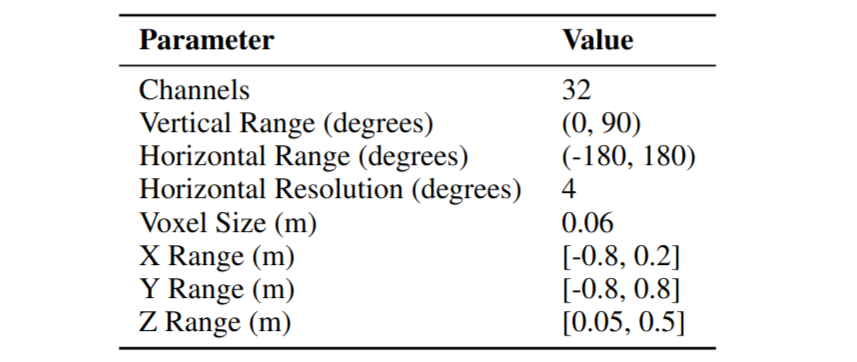 Parameter Value
Channels 32
Vertical Range (degrees) (0, 90)
Horizontal Range (degrees) (-180, 180)
Horizontal Resolution (degrees) 4
Voxel Size (m) 0.06
X Range (m) [-0.8, 0.2]
Y Range (m) [-0.8, 0.8]
Z Range (m) [0.05, 0.5]